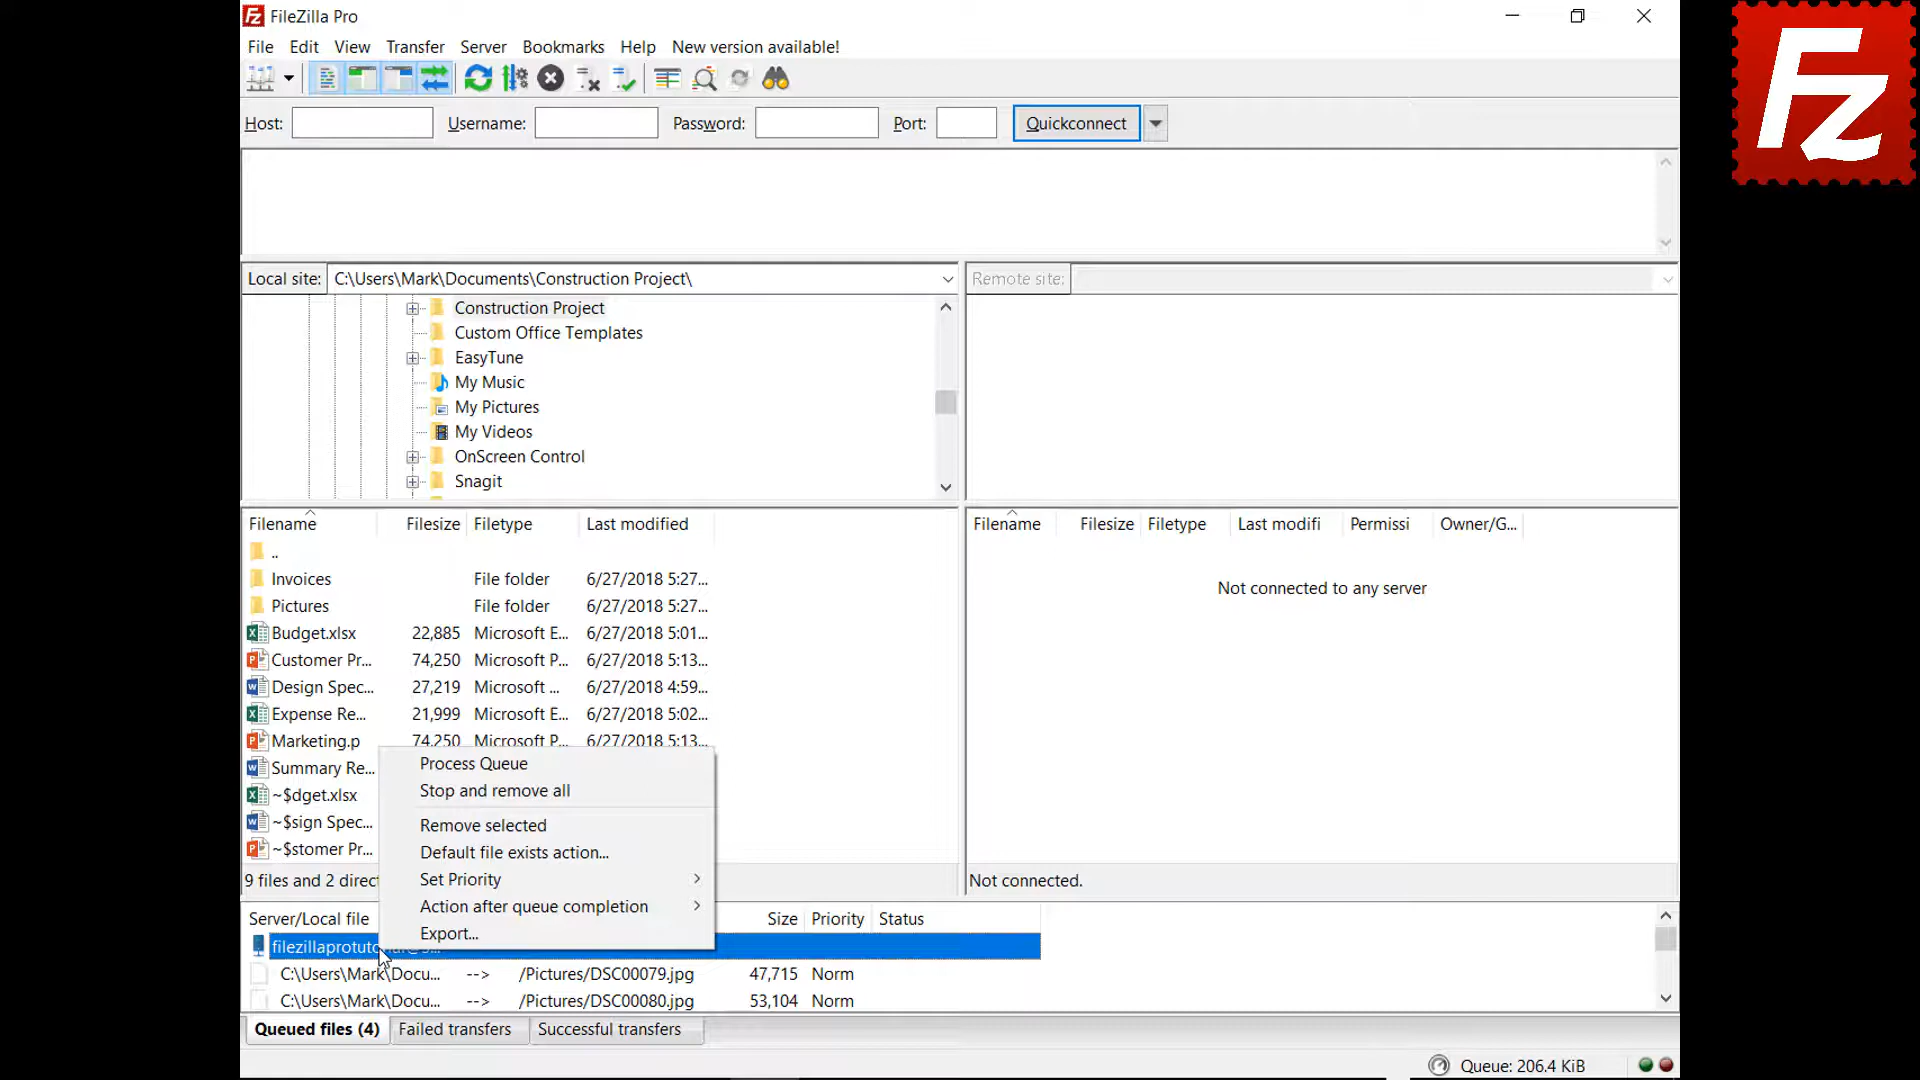 FileZilla Pro
File Edit View Transfer Server Bookmarks Help New version available!
Host: Username: Password: Port: Quickconnect
Local site: C:\Users\Mark\Documents\Construction Project\
Remote site:
Construction Project
Custom Office Templates
EasyTune
My Music
My Pictures
My Videos
OnScreen Control
Snagit
Filename Filesize Filetype Last modified
..
Invoices File folder 6/27/2018 5:27...
Pictures File folder 6/27/2018 5:27...
Budget.xlsx 22,885 Microsoft E... 6/27/2018 5:01...
Customer Pr... 74,250 Microsoft P... 6/27/2018 5:13...
Design Spec... 27,219 Microsoft ... 6/27/2018 4:59...
Expense Re... 21,999 Microsoft E... 6/27/2018 5:02...
Marketing.p 74,250 Microsoft P... 6/27/2018 5:13...
Summary Re...
~$dget.xlsx
~$sign Spec...
~$stomer Pr...
9 files and 2 direct
Filename Filesize Filetype Last modifi Permissi Owner/G...
Not connected to any server
Not connected.
Process Queue
Stop and remove all
Remove selected
Default file exists action...
Set Priority
Action after queue completion
Export...
Server/Local file Size Priority Status
C:\Users\Mark\Docu... --> /Pictures/DSC00079.jpg 47,715 Norm
C:\Users\Mark\Docu... --> /Pictures/DSC00080.jpg 53,104 Norm
Queued files (4) Failed transfers Successful transfers
Queue: 206.4 KiB
Fz